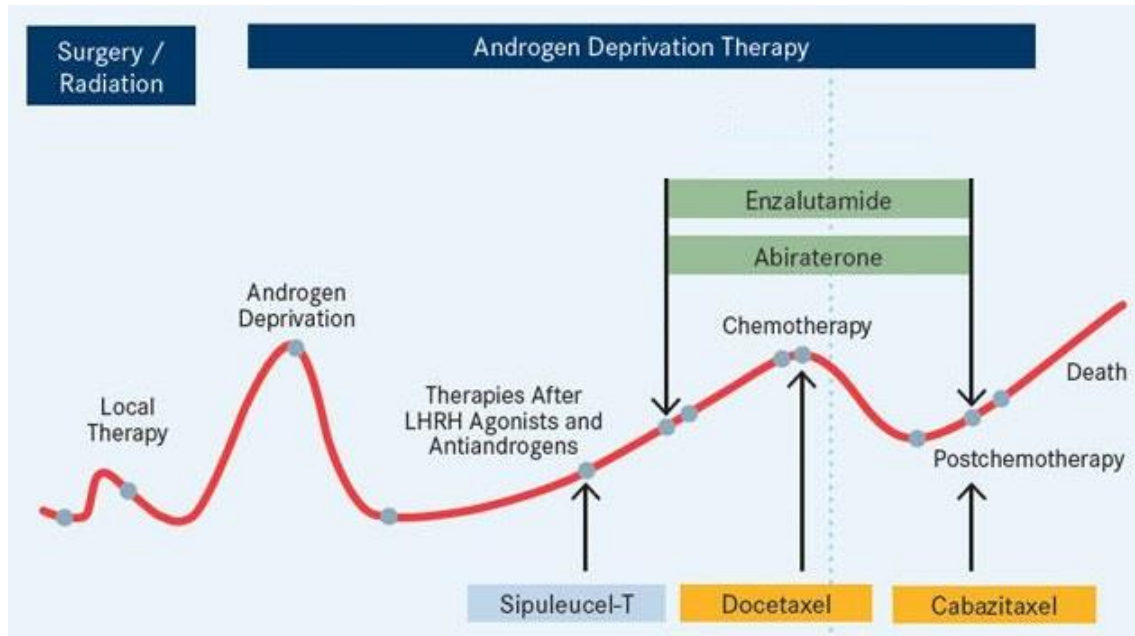 Surgery /
Radiation
Androgen Deprivation Therapy
Enzalutamide
Abiraterone
Androgen
Deprivation
Chemotherapy
Local
Therapy
Therapies After
LHRH Agonists and
Antiandrogens
Death
Postchemotherapy
Sipuleucel-T
Docetaxel
Cabazitaxel